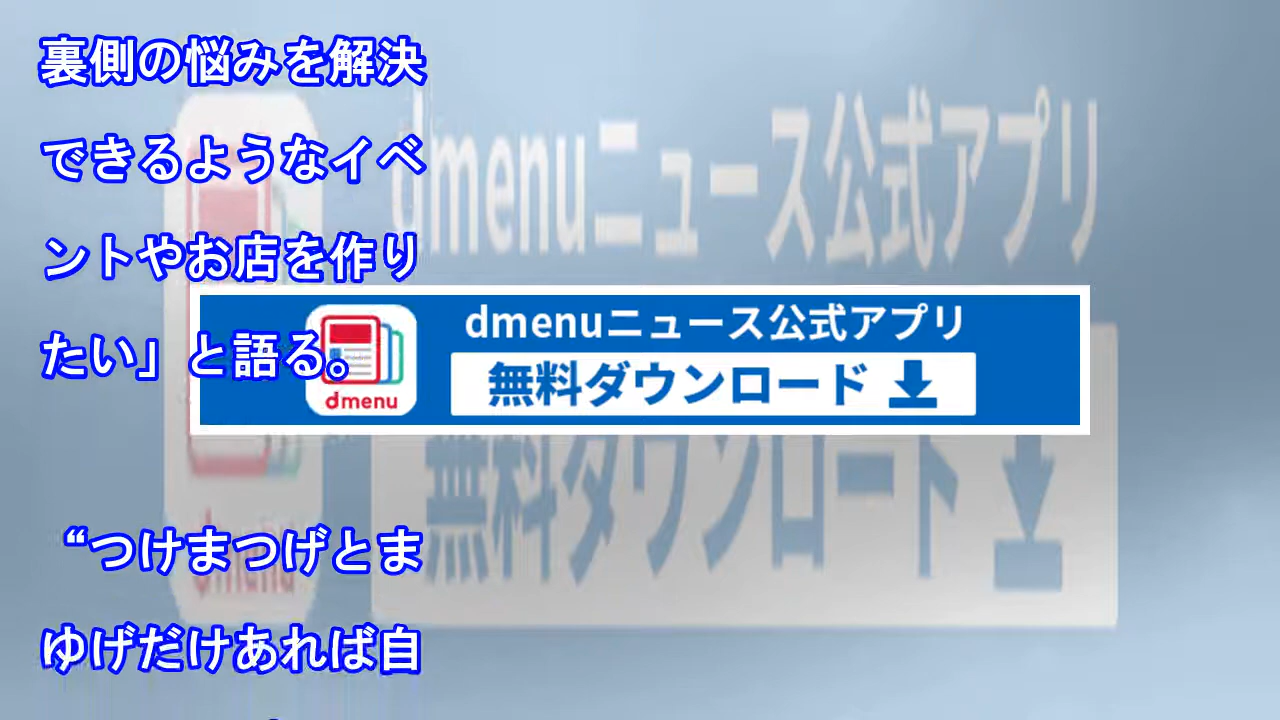 裏側の悩みを解決
できるようなイベ
ントやお店を作り
たい」と語る。
“つけまつげとま
ゆげだけあれば自
dmenuニュース公式アプリ
無料ダウンロード
dmenu
dmenuニュース公式アプリ
無料ダウンロード
dmenu